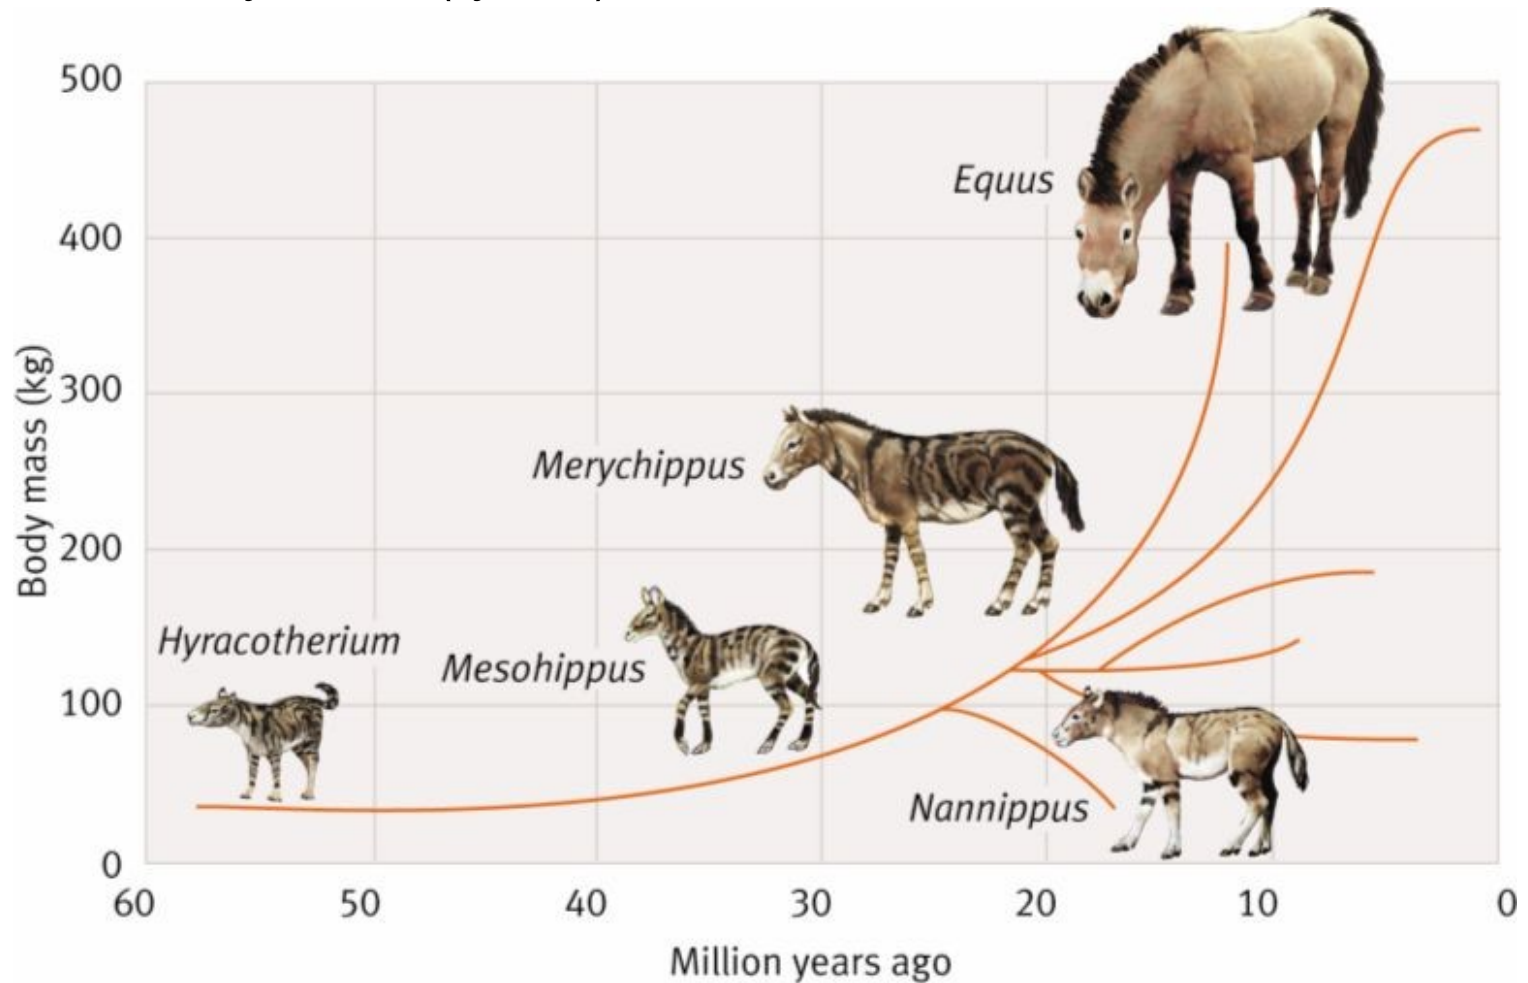 500
400
300
200
100
0
Body mass (kg)
Equus
Merychippus
Hyracotherium
Mesohippus
Nannippus
60 50 40 30 20 10 0
Million years ago